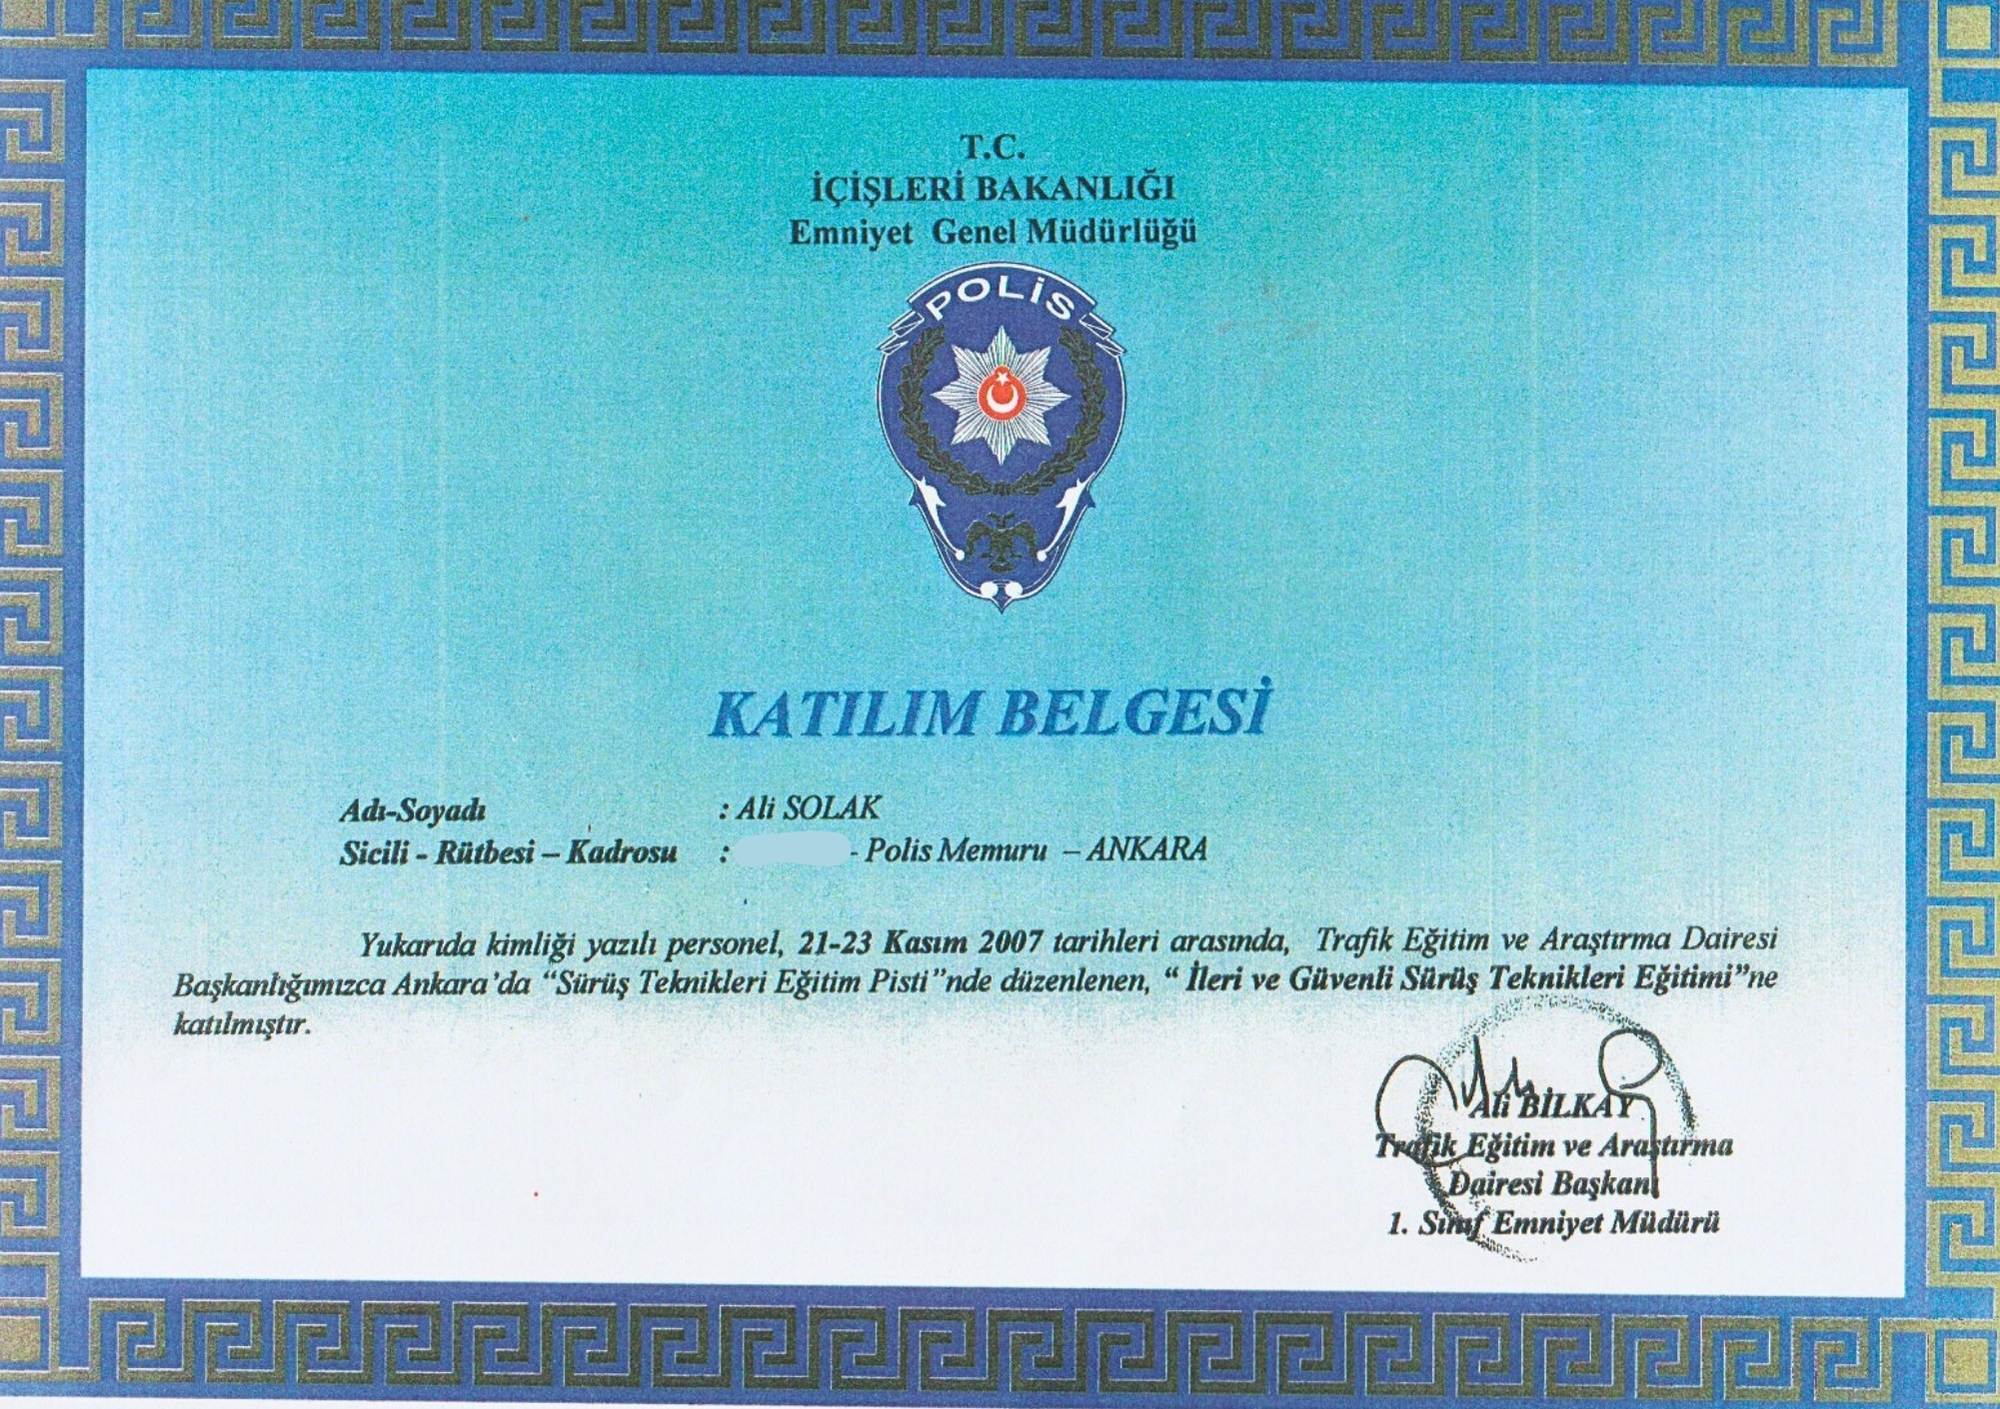 T.C.
İÇİŞLERİ BAKANLIĞI
Emniyet Genel Müdürlüğü
POLİS
KATILIM BELGESİ
Adı-Soyadı : Ali SOLAK
Sicili - Rütbesi – Kadrosu : - Polis Memuru – ANKARA
Yukarıda kimliği yazılı personel, 21-23 Kasım 2007 tarihleri arasında, Trafik Eğitim ve Araştırma Dairesi
Başkanlığımızca Ankara'da “Sürüş Teknikleri Eğitim Pisti”nde düzenlenen, “ İleri ve Güvenli Sürüş Teknikleri Eğitimi”ne
katılmıştır.
Ali BİLKAY
Trafik Eğitim ve Araştırma
Dairesi Başkanı
1. Sınıf Emniyet Müdürü